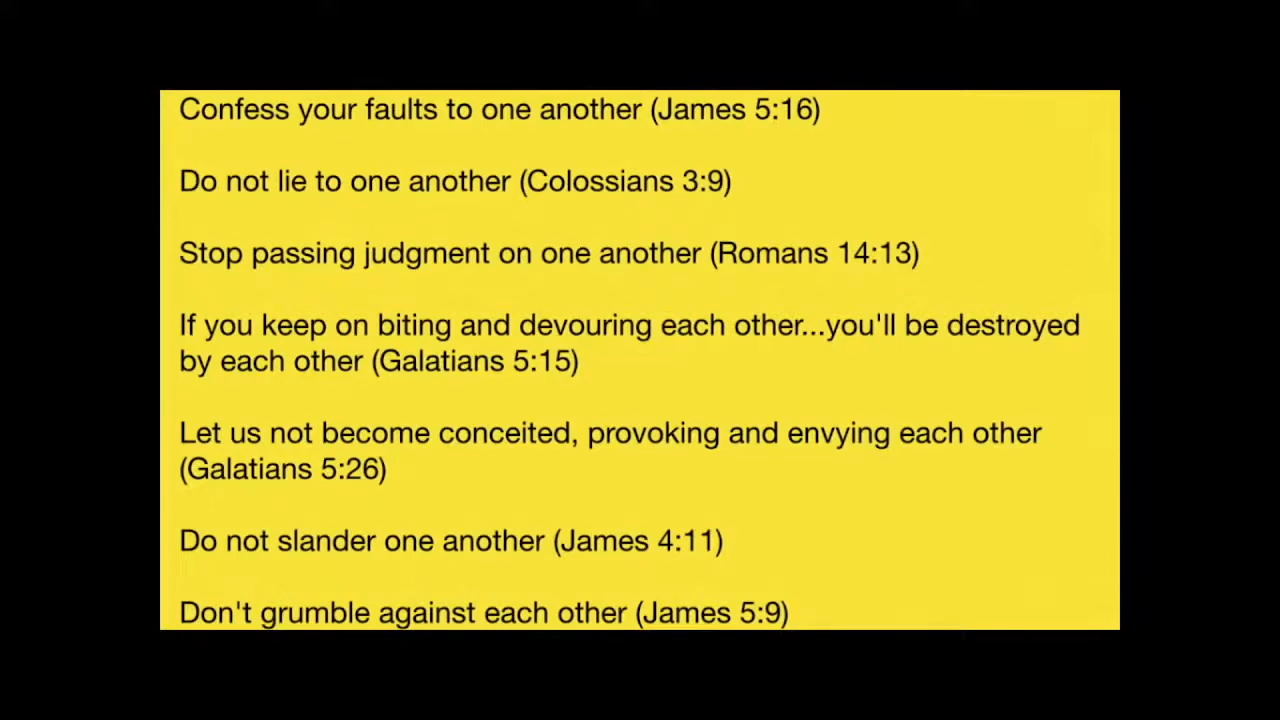 Confess your faults to one another (James 5:16)
Do not lie to one another (Colossians 3:9)
Stop passing judgment on one another (Romans 14:13)
If you keep on biting and devouring each other...you'll be destroyed
by each other (Galatians 5:15)
Let us not become conceited, provoking and envying each other
(Galatians 5:26)
Do not slander one another (James 4:11)
Don't grumble against each other (James 5:9)